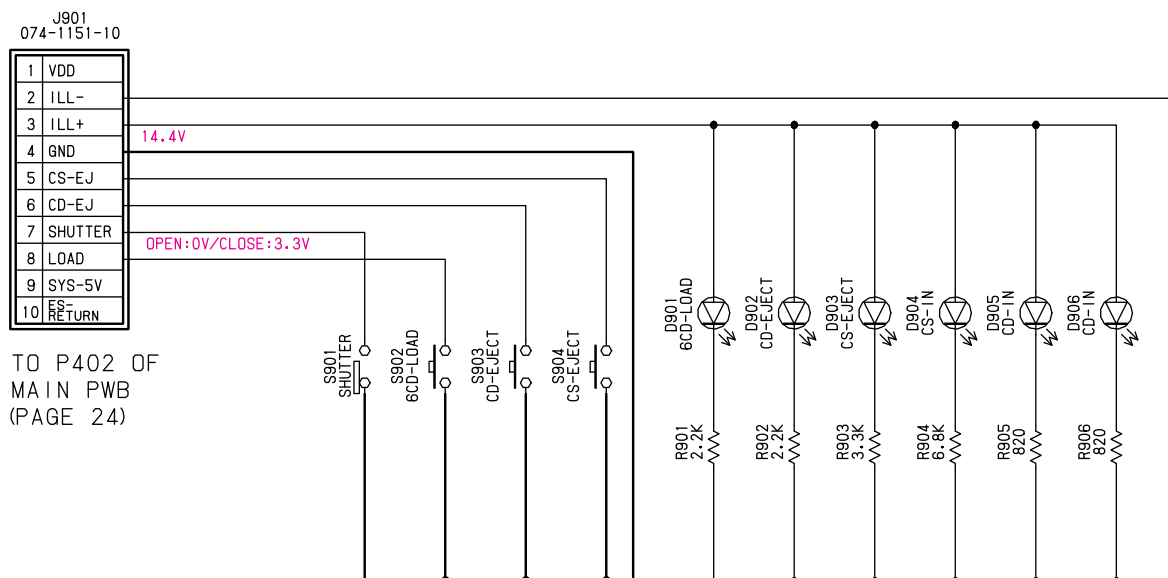 J901
074-1151-10
1 VDD
2 ILL-
3 ILL+
14.4V
4 GND
5 CS-EJ
6 CD-EJ
7 SHUTTER
OPEN:0V/CLOSE:3.3V
8 LOAD
9 SYS-5V
10 ES-
RETURN
TO P402 OF
MAIN PWB
(PAGE 24)
S901
SHUTTER
S902
6CD-LOAD
S903
CD-EJECT
S904
CS-EJECT
D901
6CD-LOAD
D902
CD-EJECT
D903
CS-EJECT
D904
CS-IN
D905
CD-IN
D906
CD-IN
R901
2.2K
R902
2.2K
R903
3.3K
R904
6.8K
R905
820
R906
820